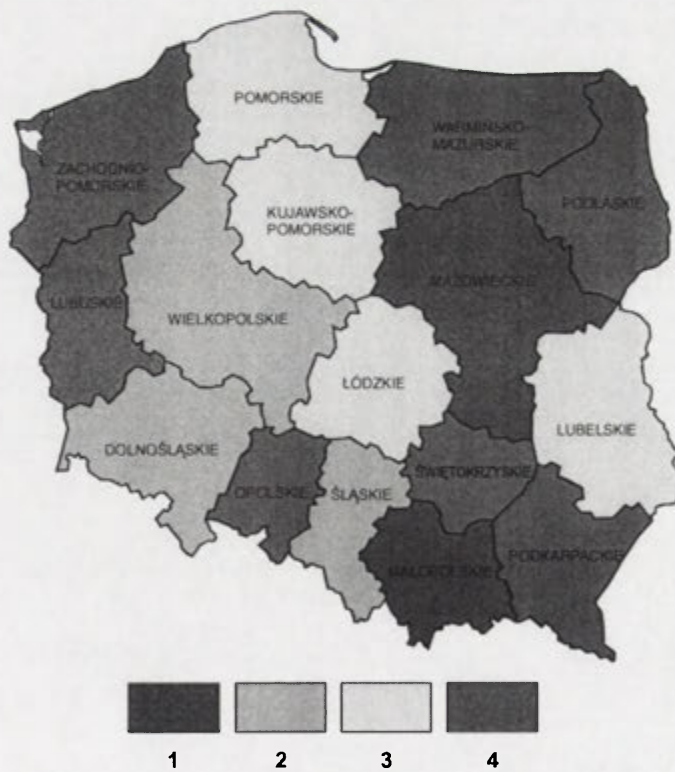 POMORSKIE
WARMIŃSKO-
MAZURSKIE
ZACHODNIO-
POMORSKIE
PODLASKIE
KUJAWSKO-
POMORSKIE
MAZOWIECKIE
LUBUSKIE
WIELKOPOLSKIE
ŁÓDZKIE
LUBELSKIE
DOLNOŚLĄSKIE
OPOLSKIE
ŚLĄSKIE
ŚWIĘTOKRZYSKIE
PODKARPACKIE
MAŁOPOLSKIE
1 2 3 4